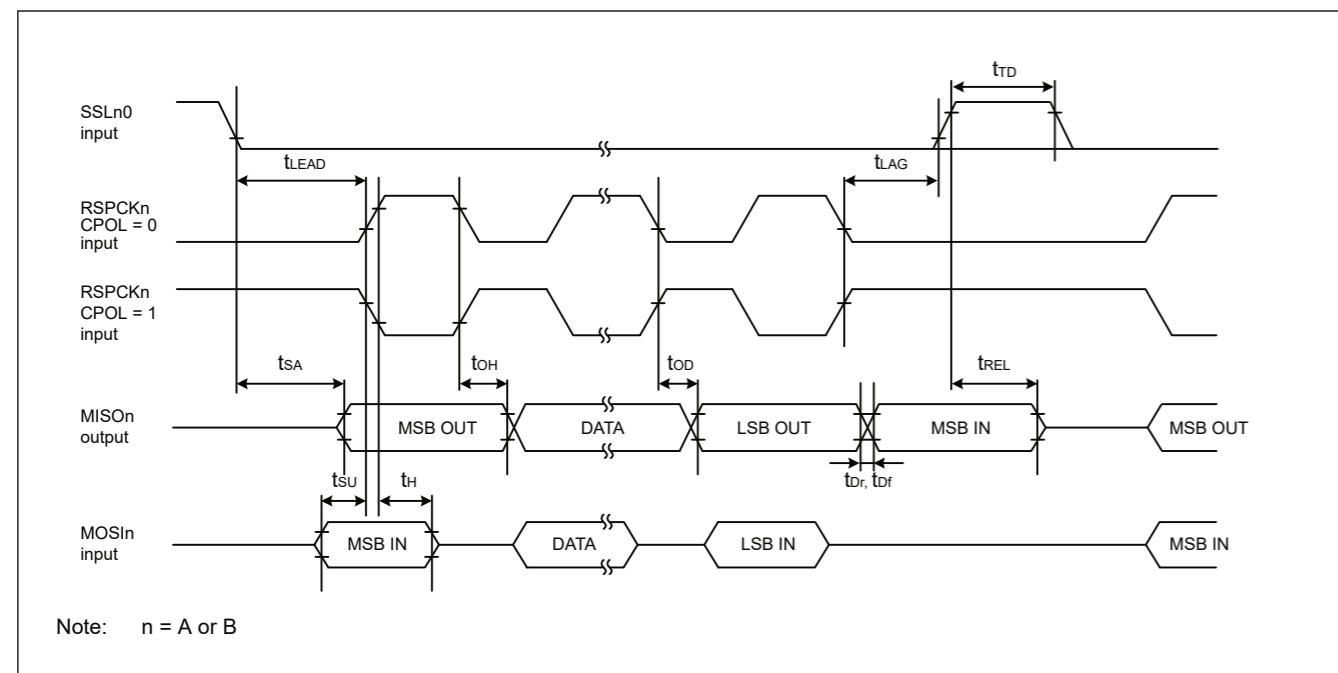 tTD
SSLn0
input
tLEAD
tLAG
RSPCKn
CPOL = 0
input
RSPCKn
CPOL = 1
input
tSA
tOH
tOD
tREL
MISOn
output
MSB OUT
DATA
LSB OUT
MSB IN
MSB OUT
tSU
tH
tDr, tDf
MOSIn
input
MSB IN
DATA
LSB IN
MSB IN
Note: n = A or B